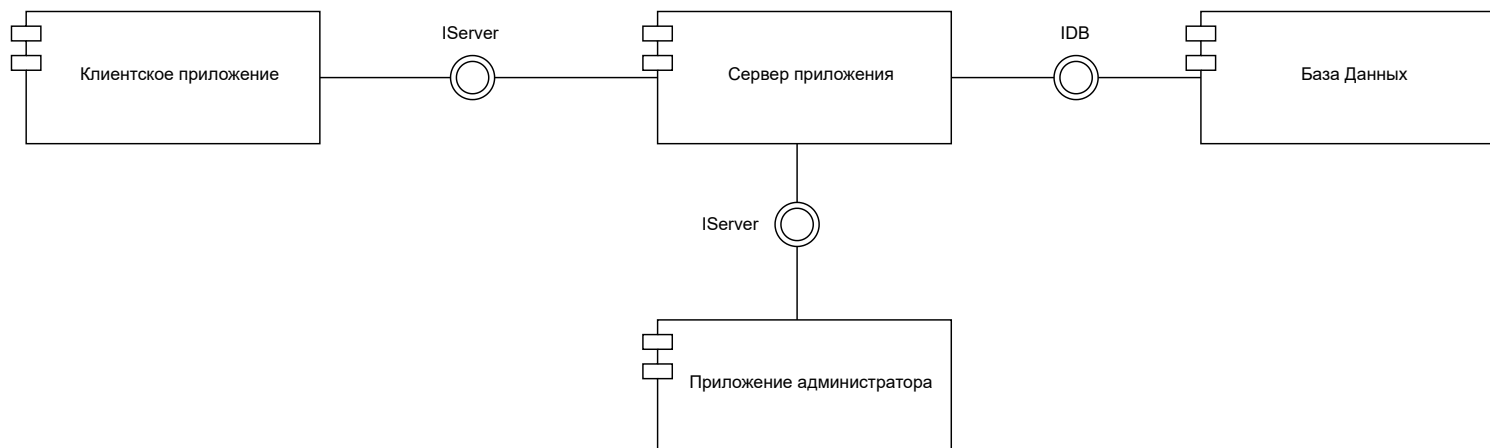 IServer
IDB
Клиентское приложение
Сервер приложения
База Данных
IServer
Приложение администратора